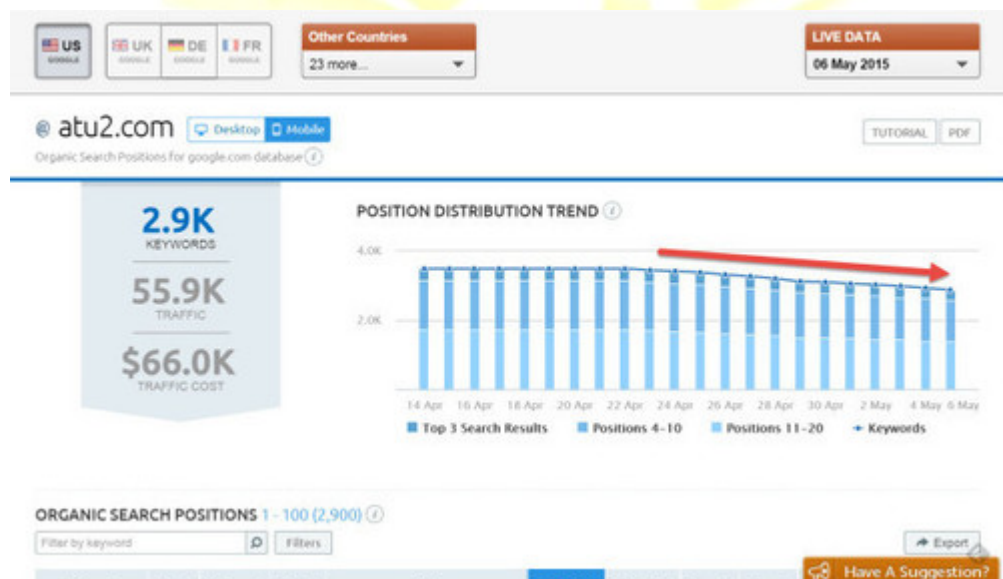 US
GOOGLE
UK
GOOGLE
DE
GOOGLE
FR
GOOGLE
Other Countries
23 more...
LIVE DATA
06 May 2015
@ atu2.com
Desktop
Mobile
TUTORIAL
PDF
Organic Search Positions for google.com database
2.9K
KEYWORDS
55.9K
TRAFFIC
$66.0K
TRAFFIC COST
POSITION DISTRIBUTION TREND
4.0K
2.0K
14 Apr 16 Apr 18 Apr 20 Apr 22 Apr 24 Apr 26 Apr 28 Apr 30 Apr 2 May 4 May 6 May
Top 3 Search Results Positions 4-10 Positions 11-20 Keywords
ORGANIC SEARCH POSITIONS 1 - 100 (2,900)
Filter by keyword
Filters
Export
Have A Suggestion?